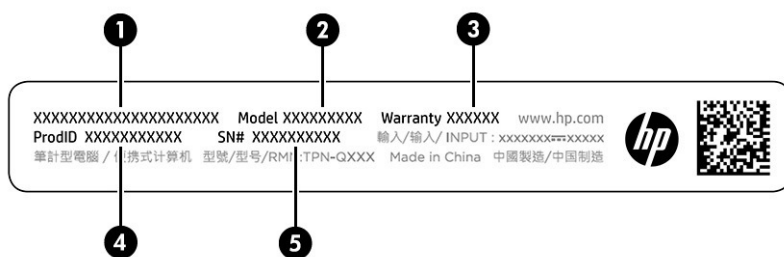 1 2 3
XXXXXXXXXXXXXXXXXXXXX Model XXXXXXXXX Warranty XXXXXX www.hp.com
ProdID XXXXXXXXXXX SN# XXXXXXXXXX 輸入/输入/ INPUT : XXXXXXX⎓XXXXX
筆計型電腦 / 便携式计算机 型號/型号/RMN:TPN-QXXX Made in China 中國製造/中国制造
hp
4 5